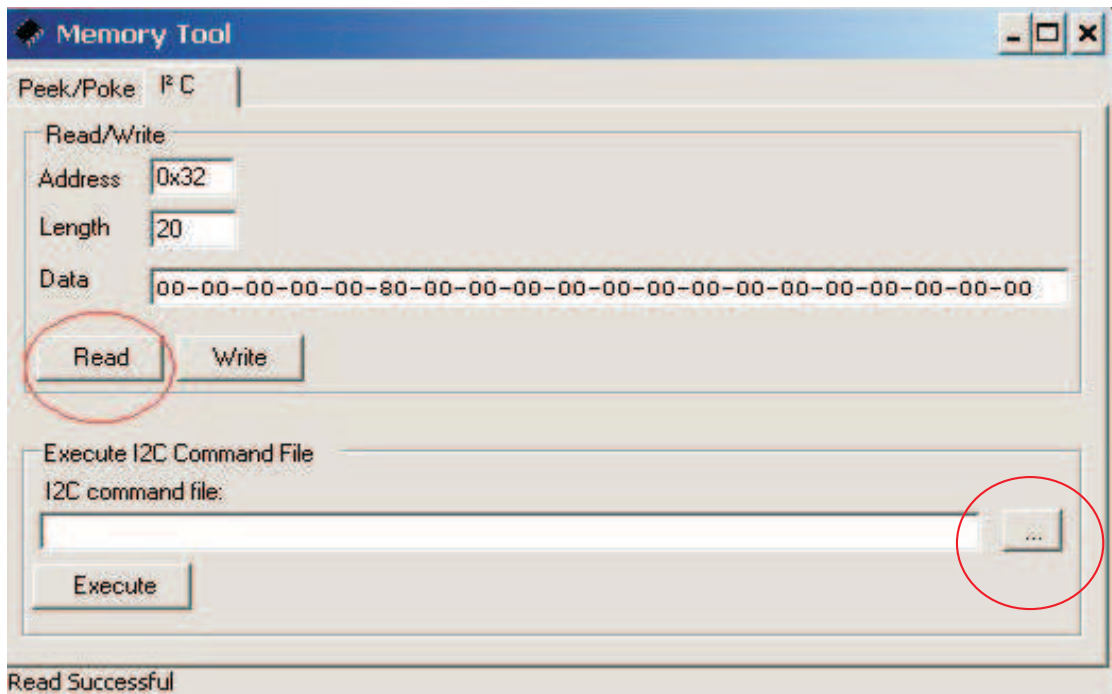 Memory Tool
Peek/Poke I² C
Read/Write
Address 0x32
Length 20
Data 00-00-00-00-00-80-00-00-00-00-00-00-00-00-00-00-00-00-00-00
Read Write
Execute I2C Command File
I2C command file:
...
Execute
Read Successful